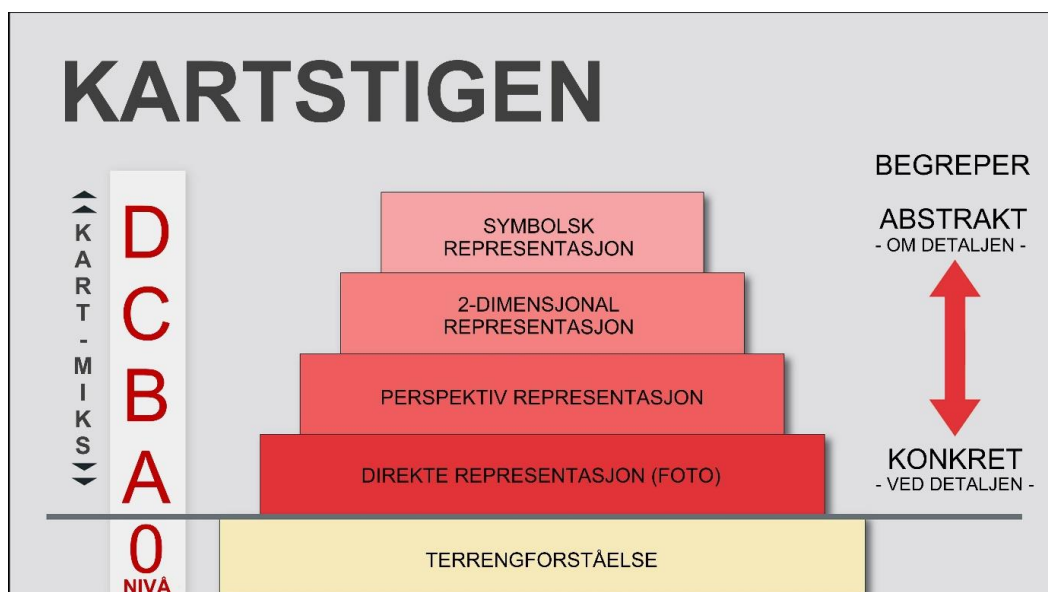 KARTSTIGEN
KART-MIKS
D
C
B
A
0
NIVÅ
SYMBOLSK
REPRESENTASJON
2-DIMENSJONAL
REPRESENTASJON
PERSPEKTIV REPRESENTASJON
DIREKTE REPRESENTASJON (FOTO)
TERRENGFORSTÅELSE
BEGREPER
ABSTRAKT
- OM DETALJEN -
KONKRET
- VED DETALJEN -